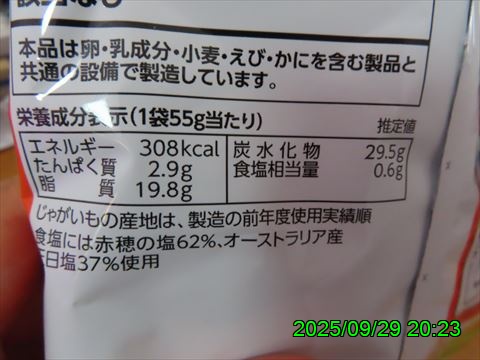 本品は卵・乳成分・小麦・えび・かにを含む製品と
共通の設備で製造しています。
栄養成分表示(1袋55g当たり)
推定値
エネルギー 308kcal
たんぱく質 2.9g
脂質 19.8g
炭水化物 29.5g
食塩相当量 0.6g
じゃがいもの産地は、製造の前年度使用実績順
食塩には赤穂の塩62%、オーストラリア産
天日塩37%使用
2025/09/29 20:23